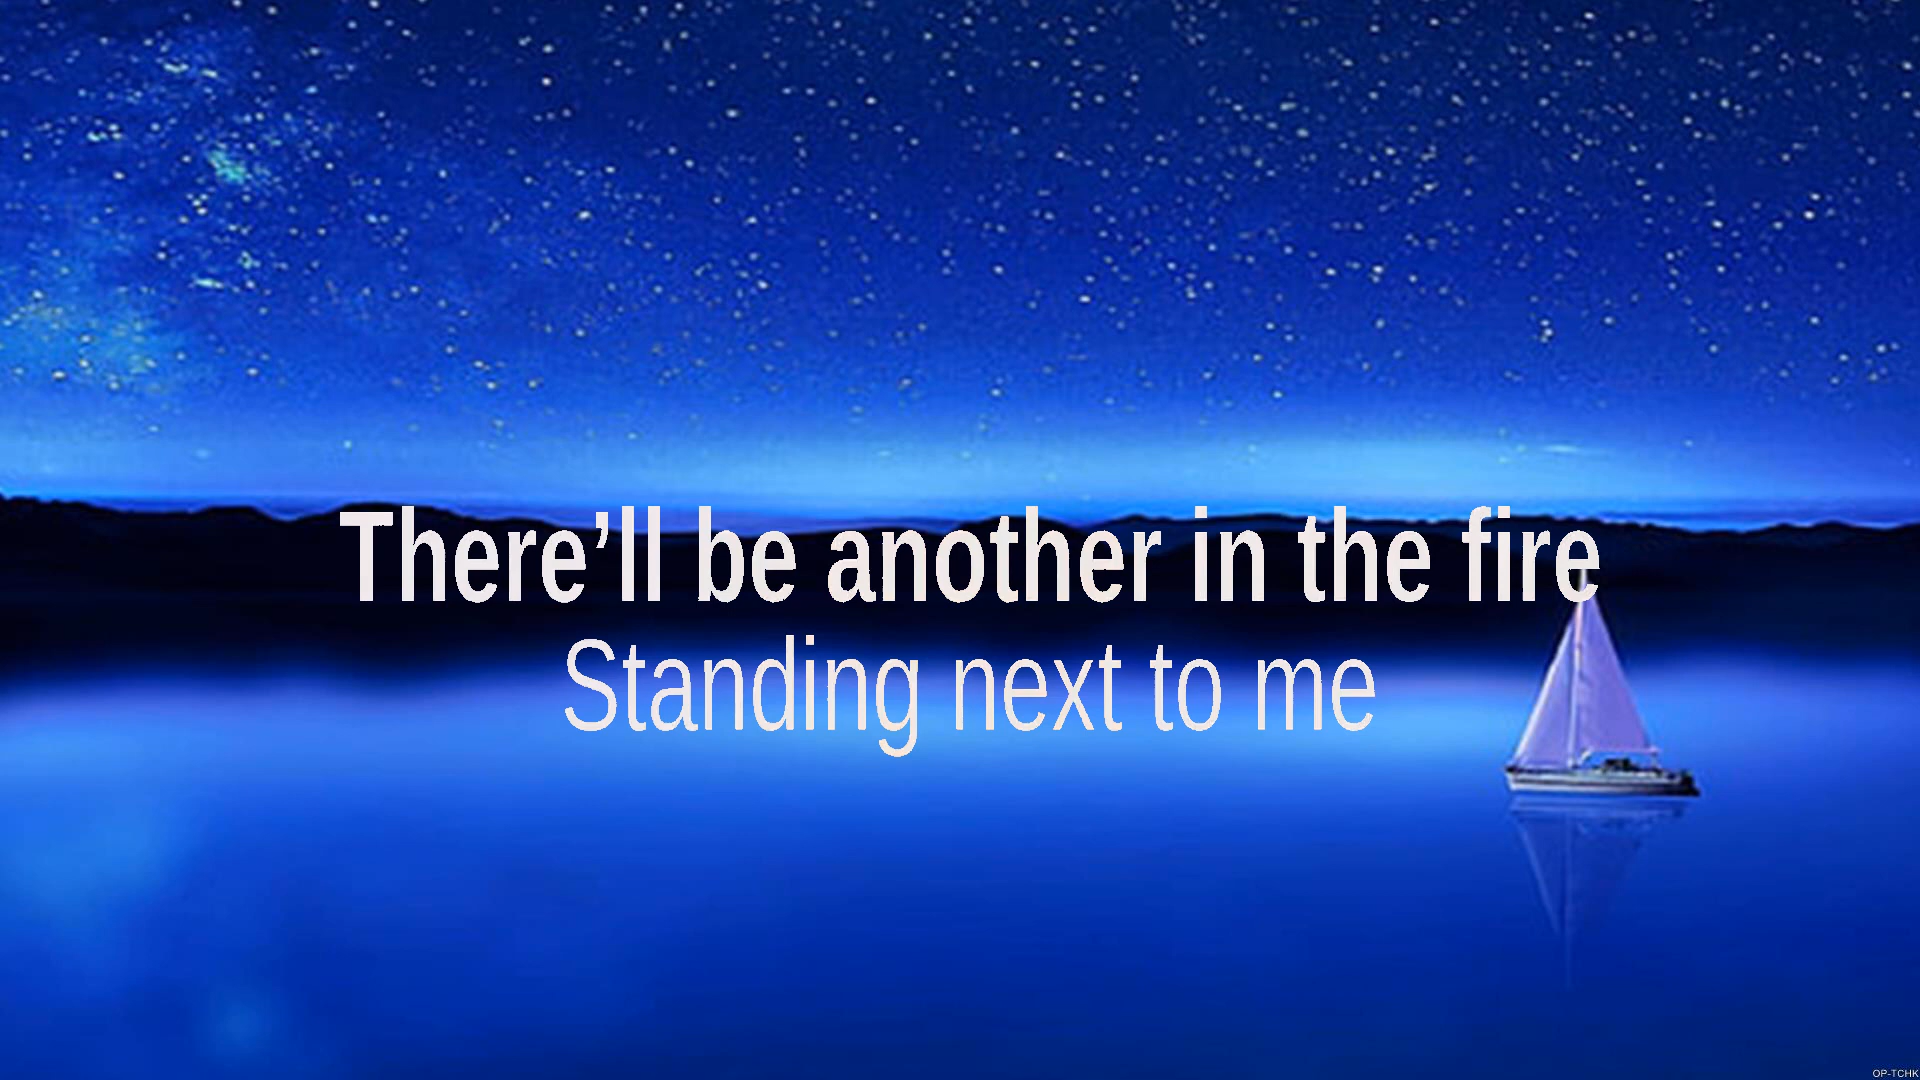 There’ll be another in the fire
Standing next to me
OP-TCHK